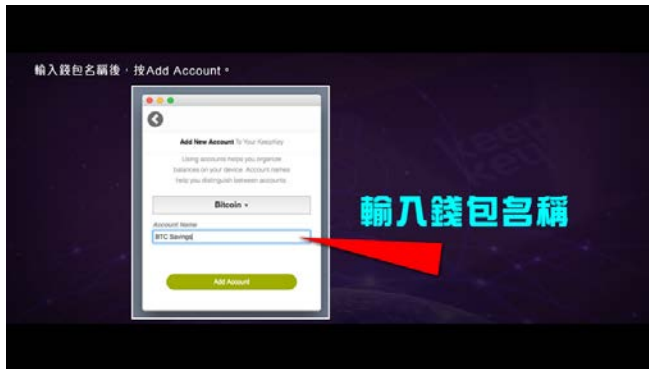 輸入錢包名稱後，按Add Account。
Add New Account To Your KeepKey
Using accounts helps you organize
balances on your device. Account names
help you distinguish between accounts.
Bitcoin
Account Name
BTC Savings
輸入錢包名稱
Add Account